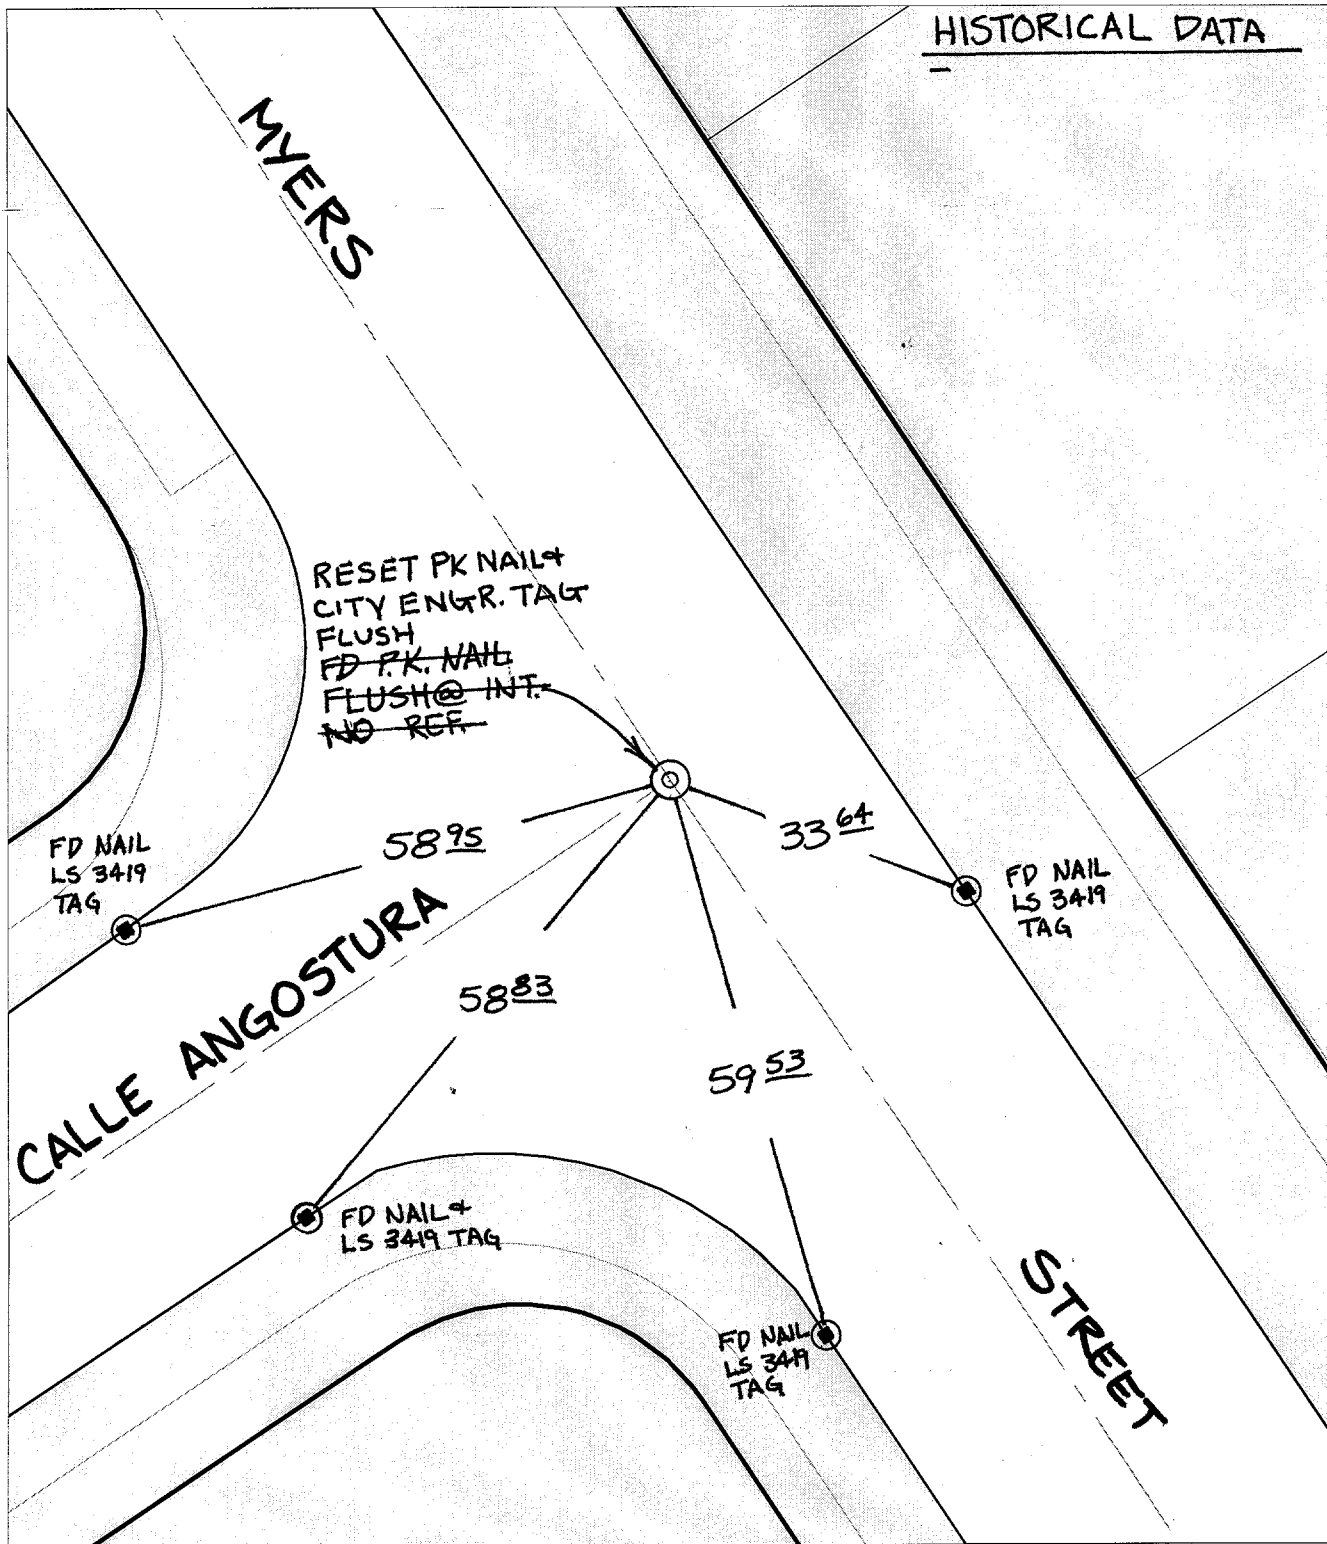 HISTORICAL DATA
MYERS
RESET PK NAIL &
CITY ENGR. TAG
FLUSH
FD P.K. NAIL
FLUSH @ INT.
NO REF.
58 95
33 64
FD NAIL
LS 3419
TAG
FD NAIL
LS 3419
TAG
CALLE ANGOSTURA
58 83
59 53
FD NAIL &
LS 3419 TAG
FD NAIL
LS 3419
TAG
STREET